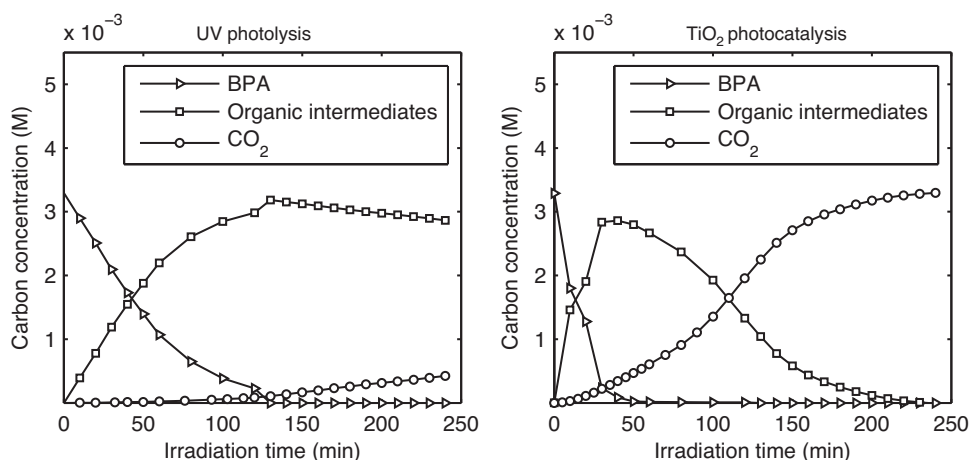 x 10⁻³
UV photolysis
5
4
3
2
1
Carbon concentration (M)
BPA
Organic intermediates
CO₂
0 50 100 150 200 250
Irradiation time (min)
x 10⁻³
TiO₂ photocatalysis
5
4
3
2
1
Carbon concentration (M)
BPA
Organic intermediates
CO₂
0 50 100 150 200 250
Irradiation time (min)